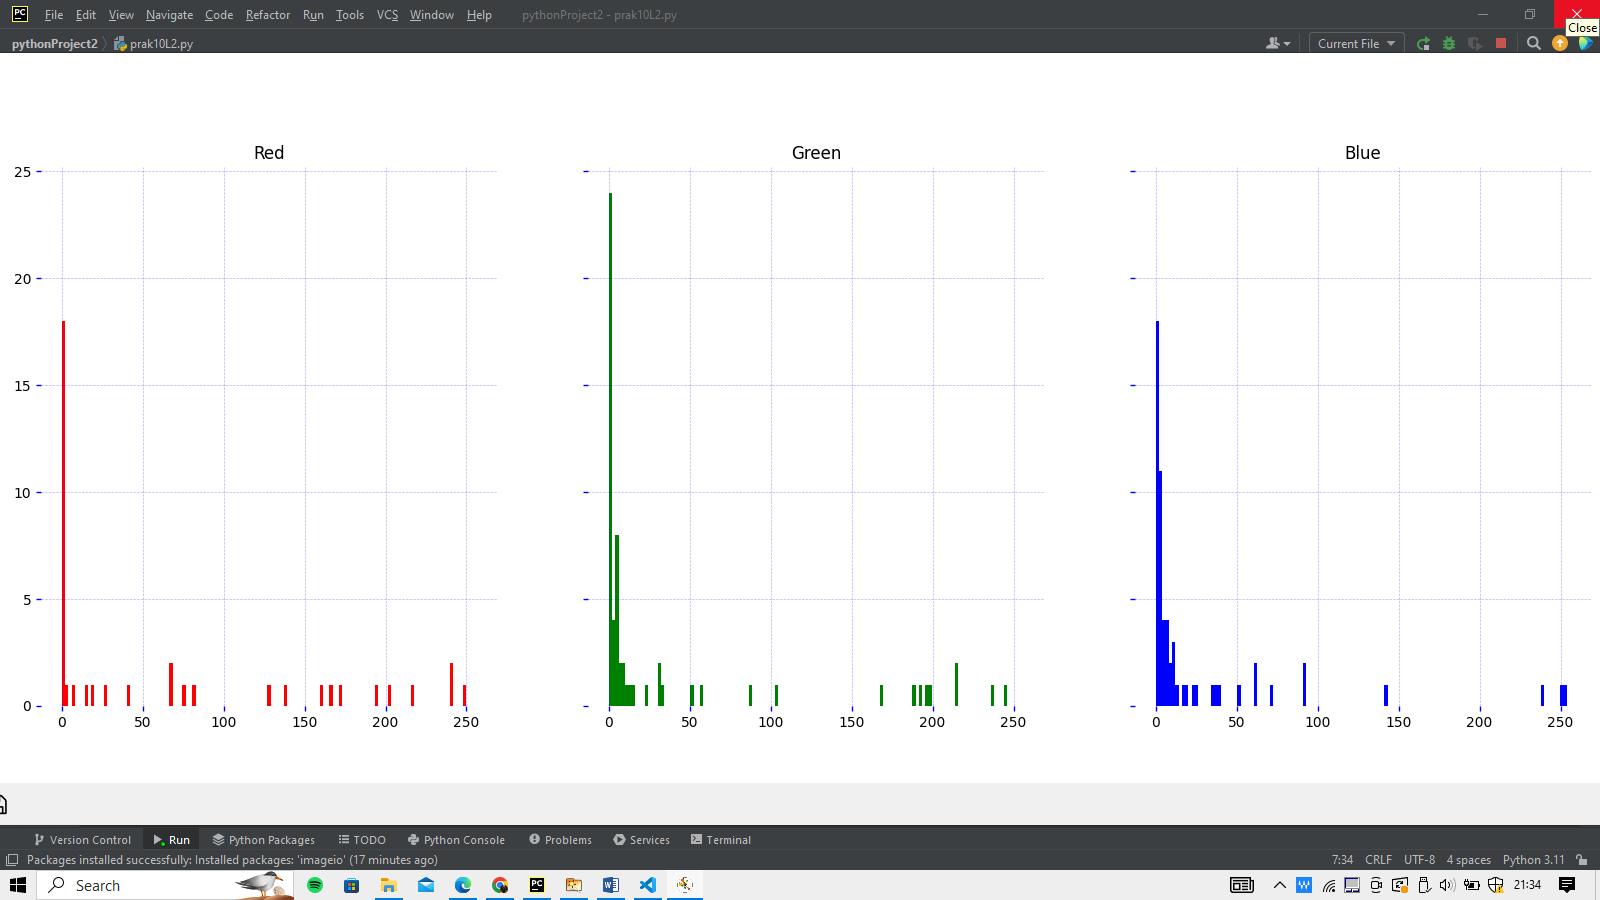 PC File Edit View Navigate Code Refactor Run Tools VCS Window Help pythonProject2 - prak10L2.py
Close
pythonProject2 prak10L2.py Current File
Red Green Blue
25
20
15
10
5
0
0 50 100 150 200 250 0 50 100 150 200 250 0 50 100 150 200 250
Version Control Run Python Packages TODO Python Console Problems Services Terminal
Packages installed successfully: Installed packages: 'imageio' (17 minutes ago) 7:34 CRLF UTF-8 4 spaces Python 3.11
Search PC W 21:34